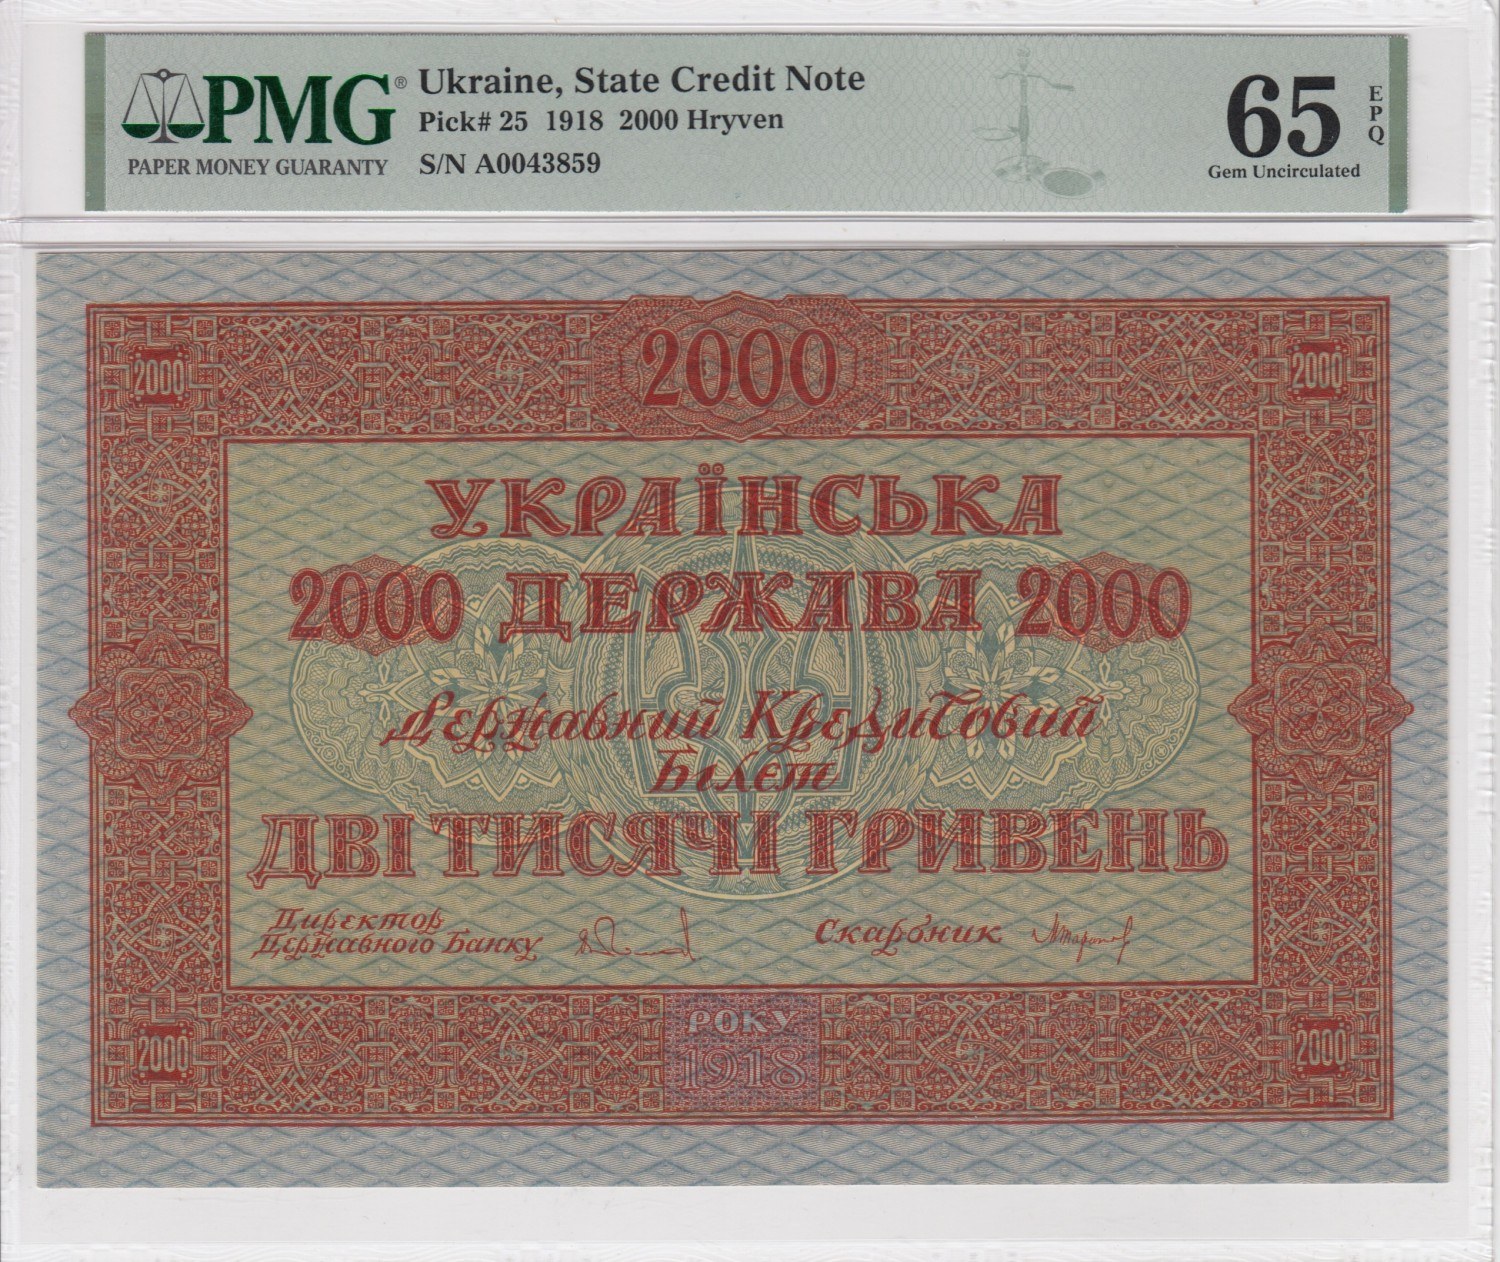 PMG®
PAPER MONEY GUARANTY
Ukraine, State Credit Note
Pick# 25 1918 2000 Hryven
S/N A0043859
65
EPQ
Gem Uncirculated
2000
2000
2000
УКРАЇНСЬКА
2000 ДЕРЖАВА 2000
Державний Кредитовий
Білет
ДВІ ТИСЯЧІ ГРИВЕНЬ
Директор
Державного Банку
Скарбник
РОКУ
2000
1918
2000